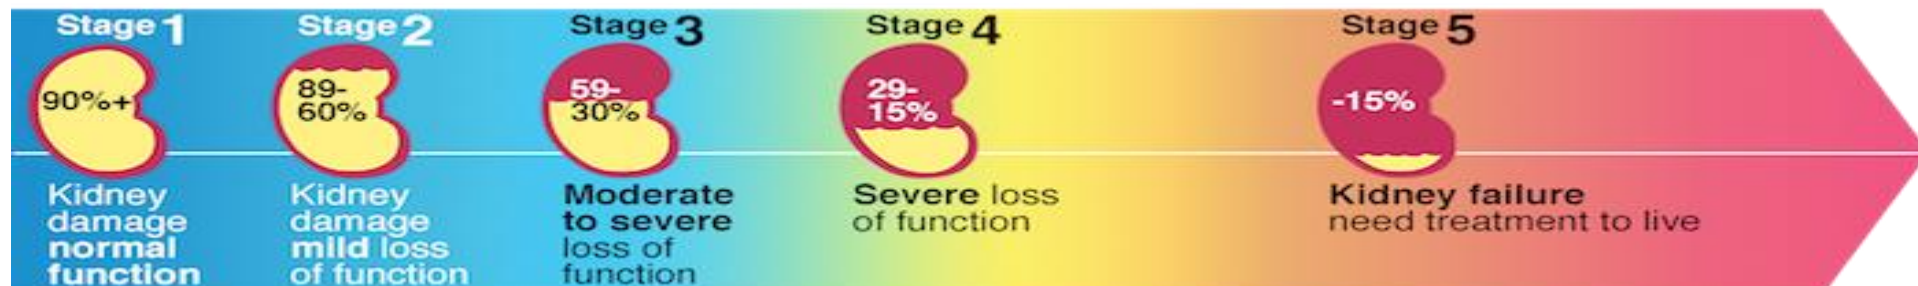 Stage 1
90%+
Kidney
damage
normal
function
Stage 2
89-
60%
Kidney
damage
mild loss
of function
Stage 3
59-
30%
Moderate
to severe
loss of
function
Stage 4
29-
15%
Severe loss
of function
Stage 5
-15%
Kidney failure
need treatment to live